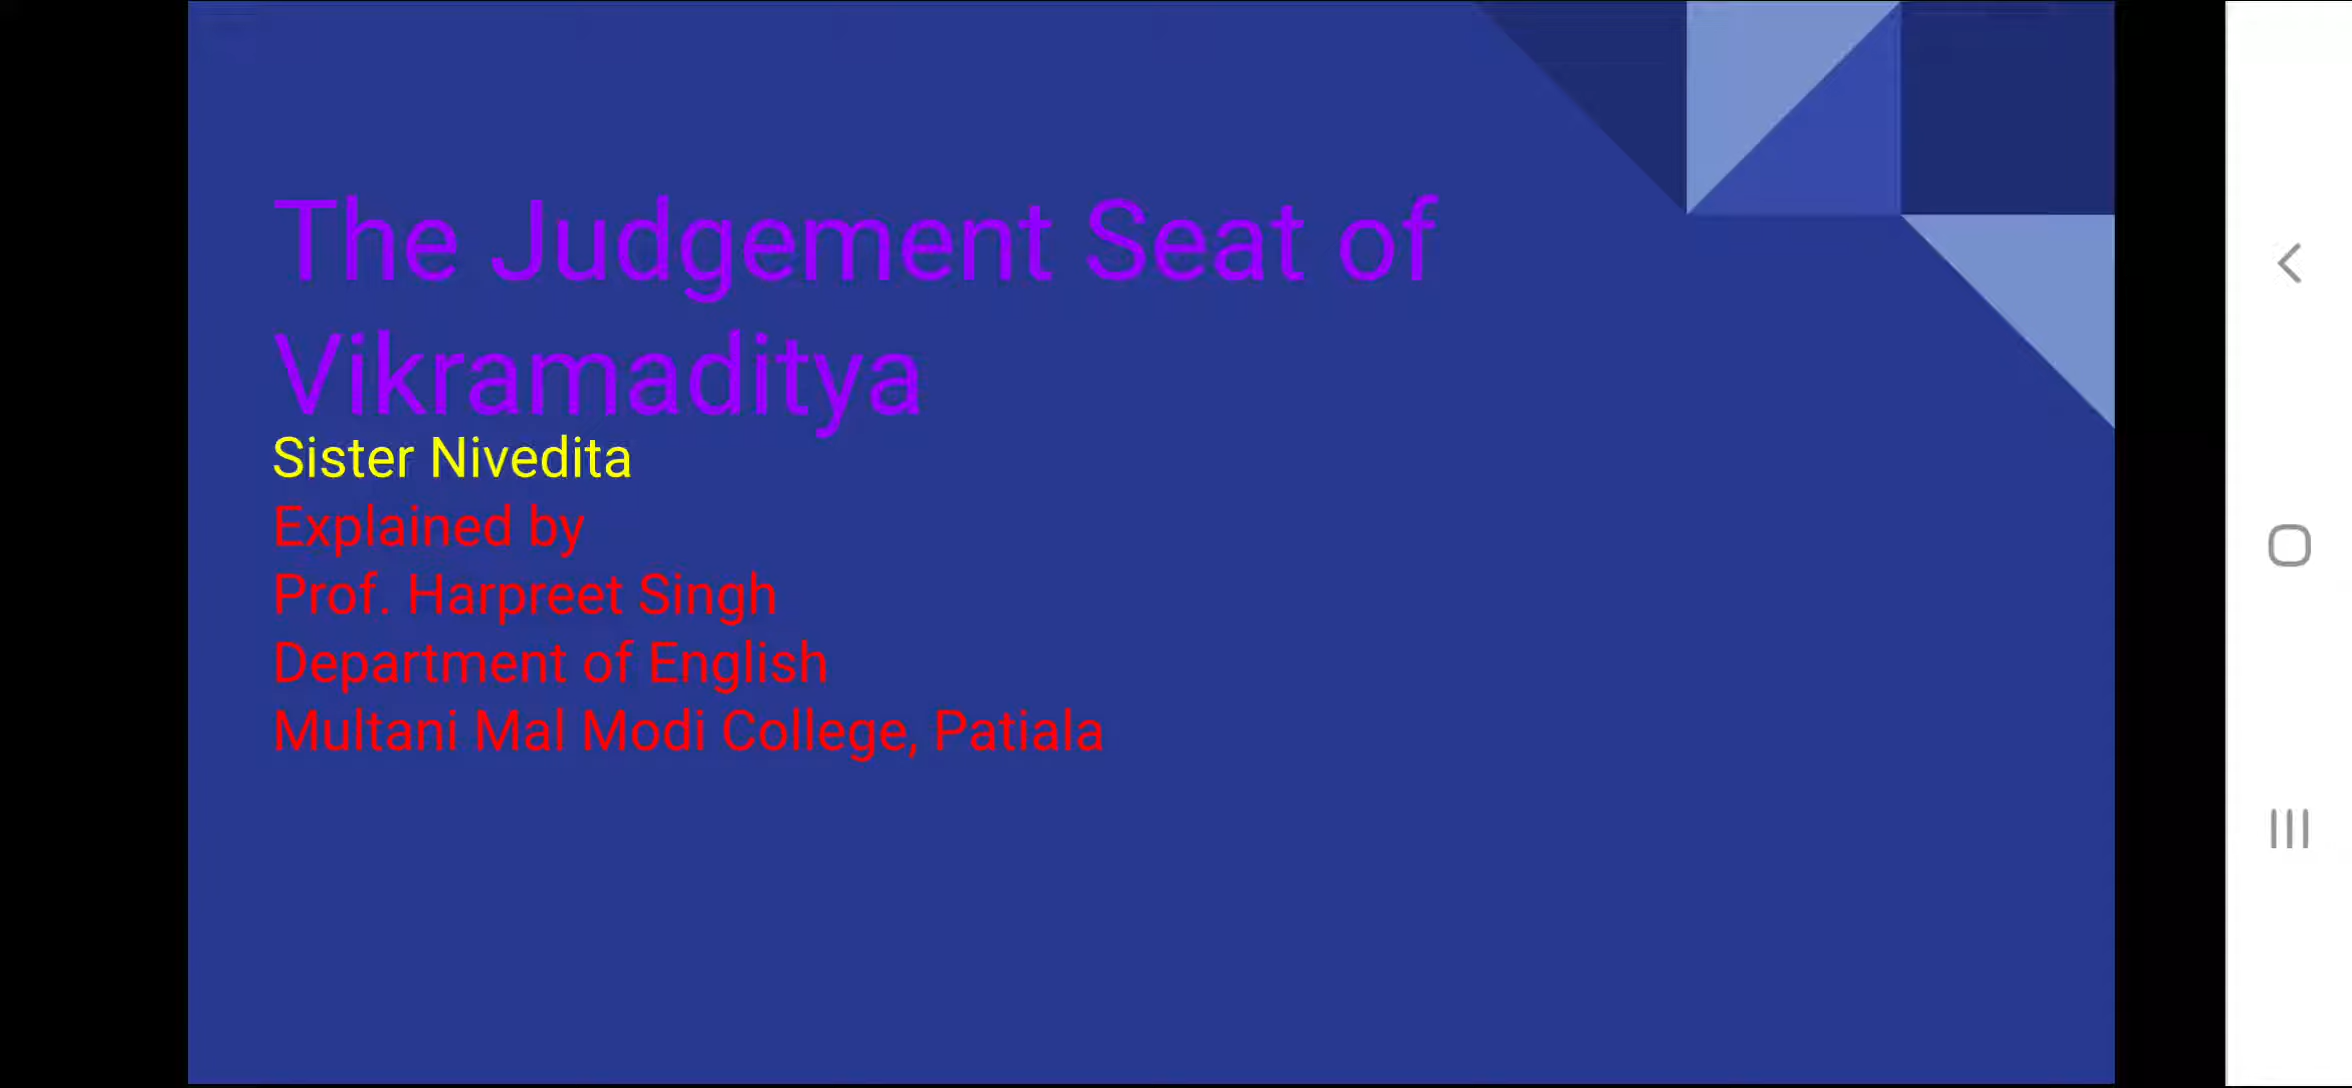 The Judgement Seat of
Vikramaditya
Sister Nivedita
Explained by
Prof. Harpreet Singh
Department of English
Multani Mal Modi College, Patiala